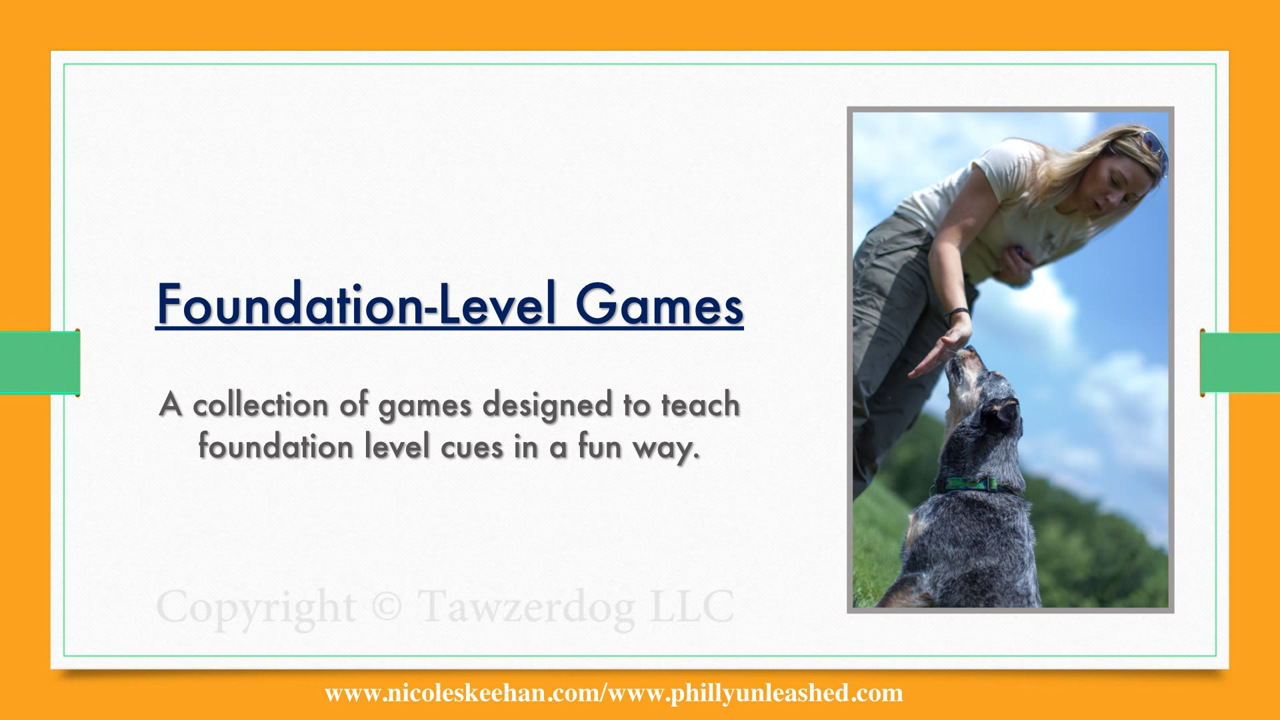 Foundation-Level Games
A collection of games designed to teach
foundation level cues in a fun way.
Copyright © Tawzerdog LLC
www.nicoleskeehan.com/www.phillyunleashed.com